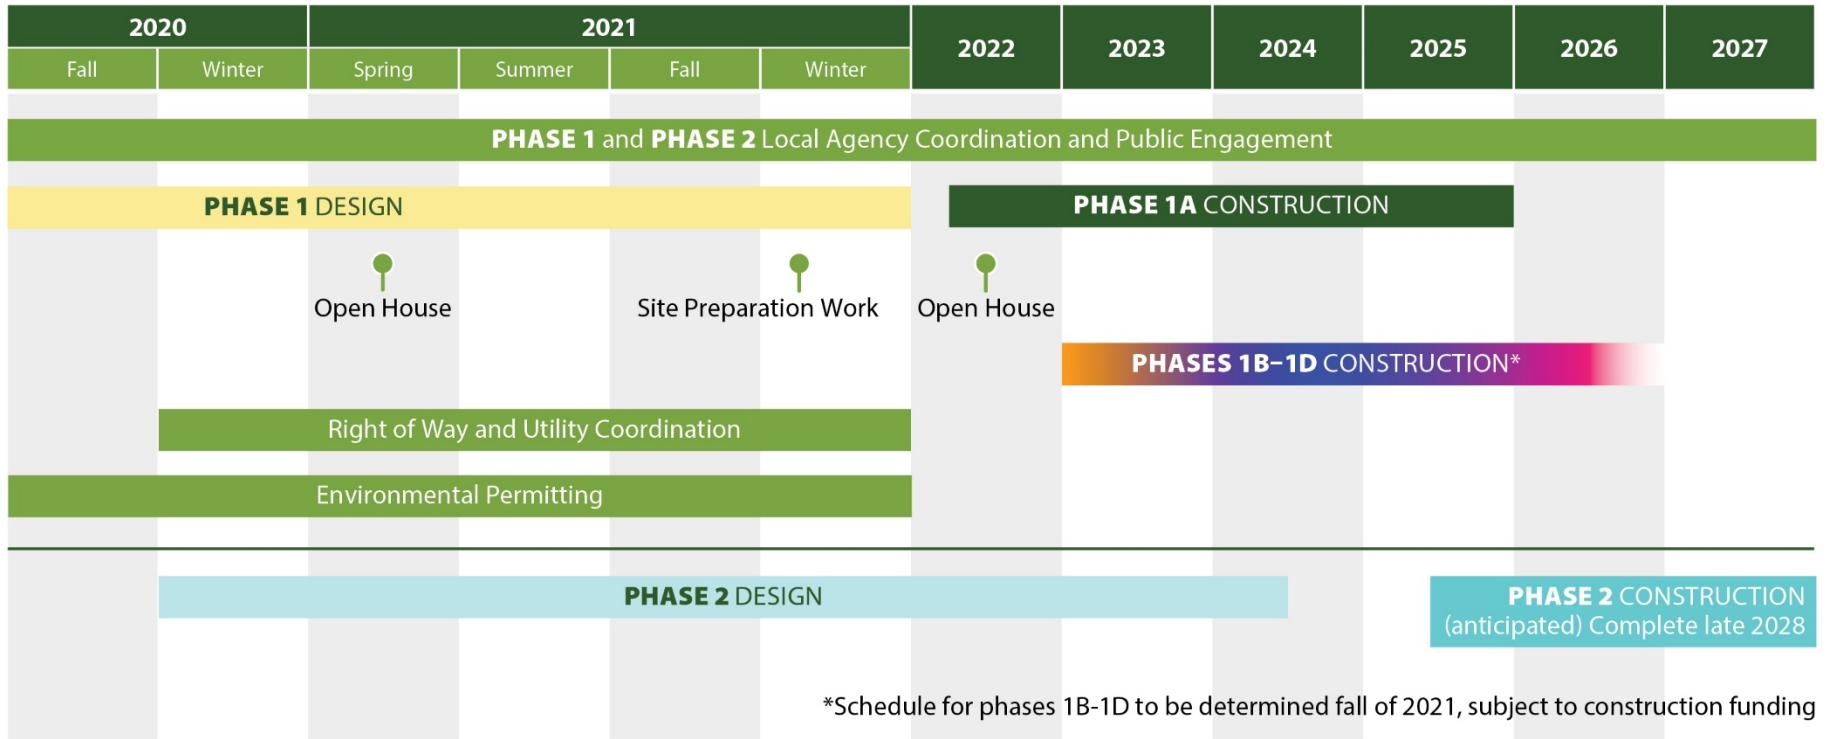 2020
2021
2022
2023
2024
2025
2026
2027
Fall
Winter
Spring
Summer
Fall
Winter
PHASE 1 and PHASE 2 Local Agency Coordination and Public Engagement
PHASE 1 DESIGN
PHASE 1A CONSTRUCTION
Open House
Site Preparation Work
Open House
PHASES 1B–1D CONSTRUCTION*
Right of Way and Utility Coordination
Environmental Permitting
PHASE 2 DESIGN
PHASE 2 CONSTRUCTION
(anticipated) Complete late 2028
*Schedule for phases 1B-1D to be determined fall of 2021, subject to construction funding